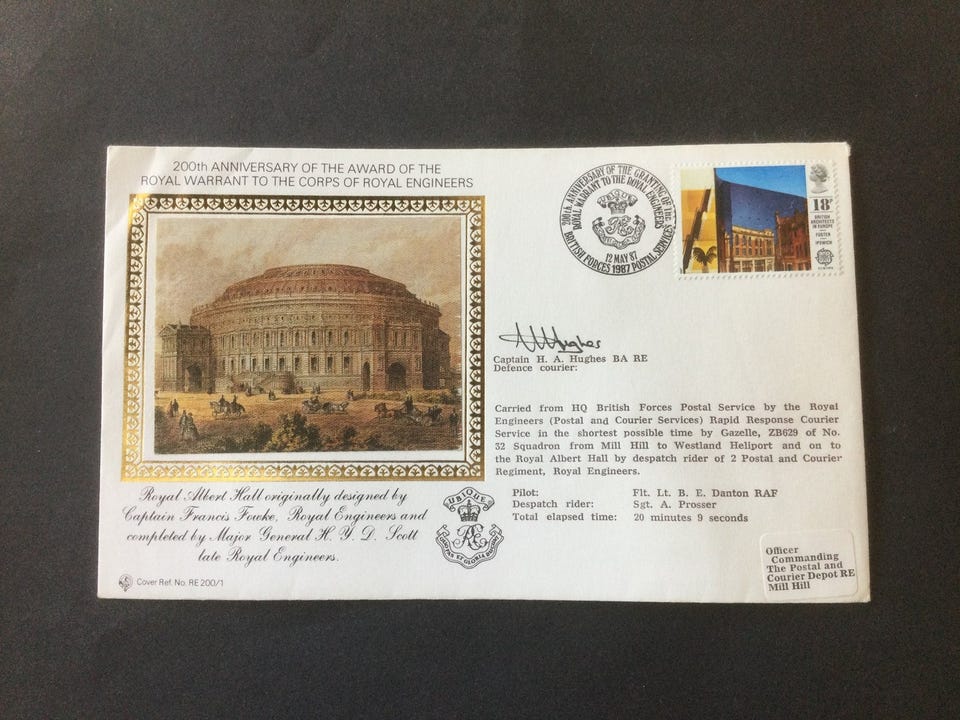 200th ANNIVERSARY OF THE AWARD OF THE
ROYAL WARRANT TO THE CORPS OF ROYAL ENGINEERS
200th ANNIVERSARY OF THE GRANTING OF THE
ROYAL WARRANT TO THE ROYAL ENGINEERS
UBIQUE
12 MAY 87
BRITISH FORCES 1987 POSTAL SERVICES
18P
BRITISH
ARCHITECTS
IN EUROPE
FOSTER
IPSWICH
EUROPA
Hughes
Captain H. A. Hughes BA RE
Defence courier:
Carried from HQ British Forces Postal Service by the Royal
Engineers (Postal and Courier Services) Rapid Response Courier
Service in the shortest possible time by Gazelle, ZB629 of No.
32 Squadron from Mill Hill to Westland Heliport and on to
the Royal Albert Hall by despatch rider of 2 Postal and Courier
Regiment, Royal Engineers.
Pilot: Flt. Lt. B. E. Danton RAF
Despatch rider: Sgt. A. Prosser
Total elapsed time: 20 minutes 9 seconds
Royal Albert Hall originally designed by
Captain Francis Fowke, Royal Engineers and
completed by Major General H. Y. D. Scott
late Royal Engineers.
UBIQUE
QUO FAS ET GLORIA DUCUNT
Cover Ref. No. RE 200/1
Officer
Commanding
The Postal and
Courier Depot RE
Mill Hill